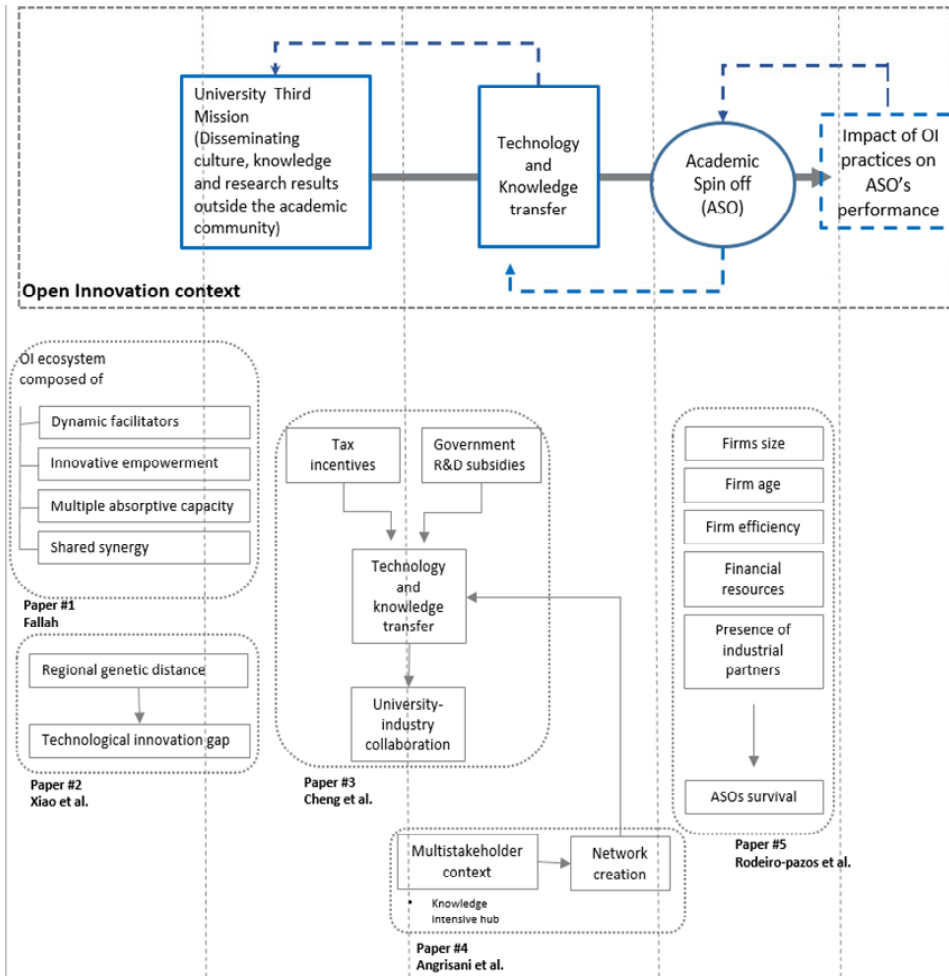 University Third
Mission
(Disseminating
culture, knowledge
and research results
outside the academic
community)
Technology
and
Knowledge
transfer
Academic
Spin off
(ASO)
Impact of OI
practices on
ASO's
performance
Open Innovation context
OI ecosystem
composed of
Dynamic facilitators
Innovative empowerment
Multiple absorptive capacity
Shared synergy
Paper #1
Fallah
Regional genetic distance
Technological innovation gap
Paper #2
Xiao et al.
Tax
incentives
Government
R&D subsidies
Technology
and
knowledge
transfer
University-
industry
collaboration
Paper #3
Cheng et al.
Multistakeholder
context
Network
creation
• Knowledge
intensive hub
Paper #4
Angrisani et al.
Firms size
Firm age
Firm efficiency
Financial
resources
Presence of
industrial
partners
ASOs survival
Paper #5
Rodeiro-pazos et al.